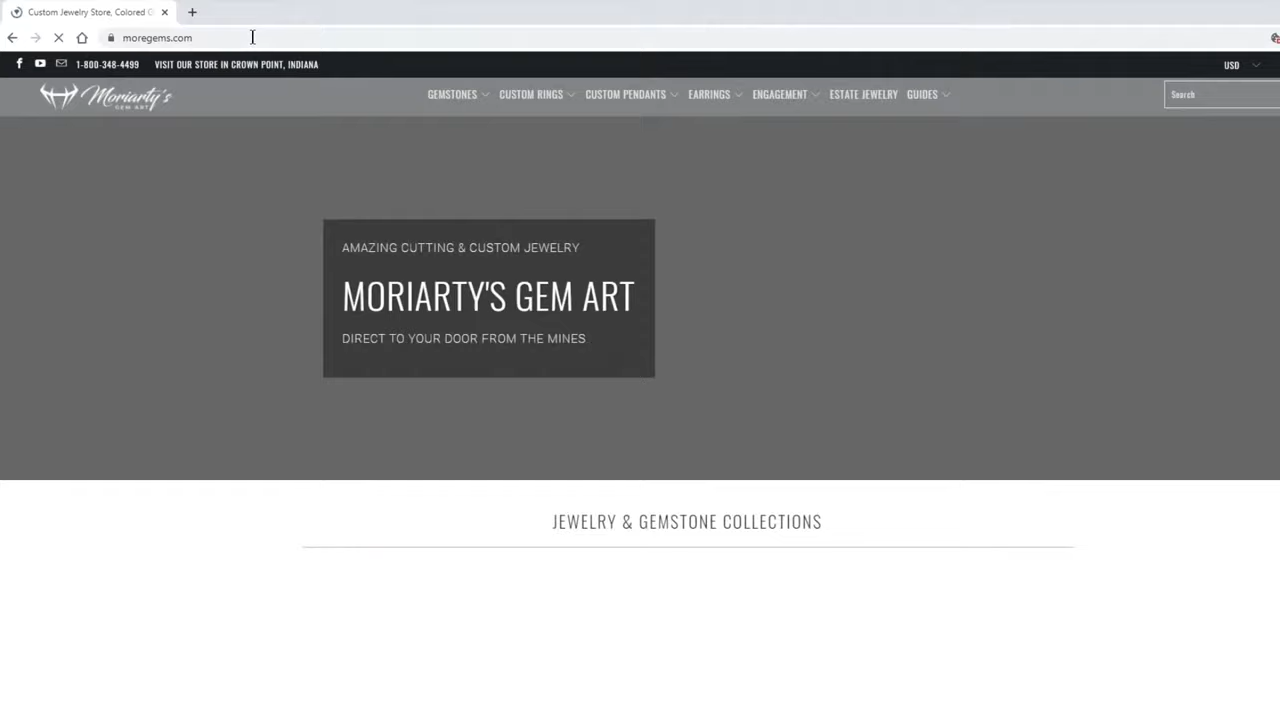 Custom Jewelry Store, Colored G
moregems.com
1-800-348-4499 VISIT OUR STORE IN CROWN POINT, INDIANA USD
Moriarty's GEMSTONES CUSTOM RINGS CUSTOM PENDANTS EARRINGS ENGAGEMENT ESTATE JEWELRY GUIDES Search
GEM ART
AMAZING CUTTING & CUSTOM JEWELRY
MORIARTY'S GEM ART
DIRECT TO YOUR DOOR FROM THE MINES
JEWELRY & GEMSTONE COLLECTIONS